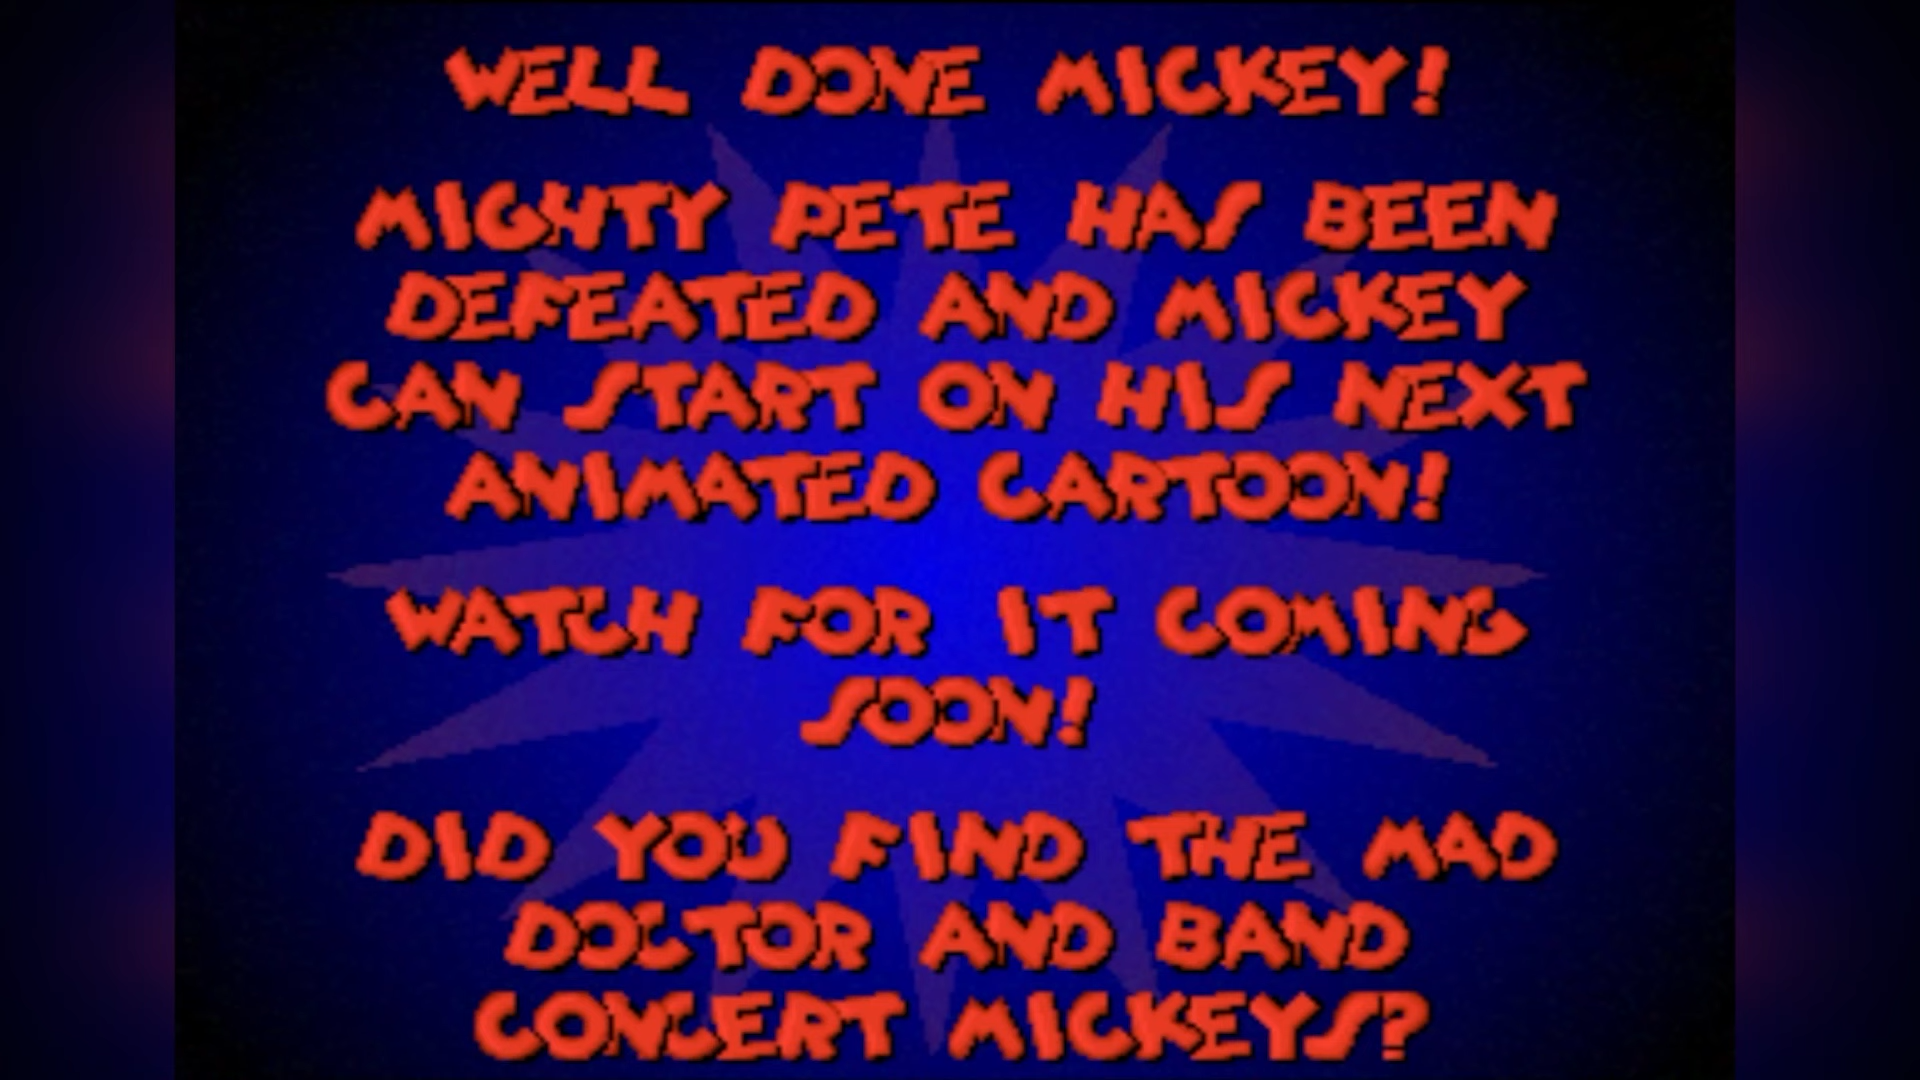 WELL DONE MICKEY!
MIGHTY PETE HAS BEEN
DEFEATED AND MICKEY
CAN START ON HIS NEXT
ANIMATED CARTOON!
WATCH FOR IT COMING
SOON!
DID YOU FIND THE MAD
DOCTOR AND BAND
CONCERT MICKEYS?